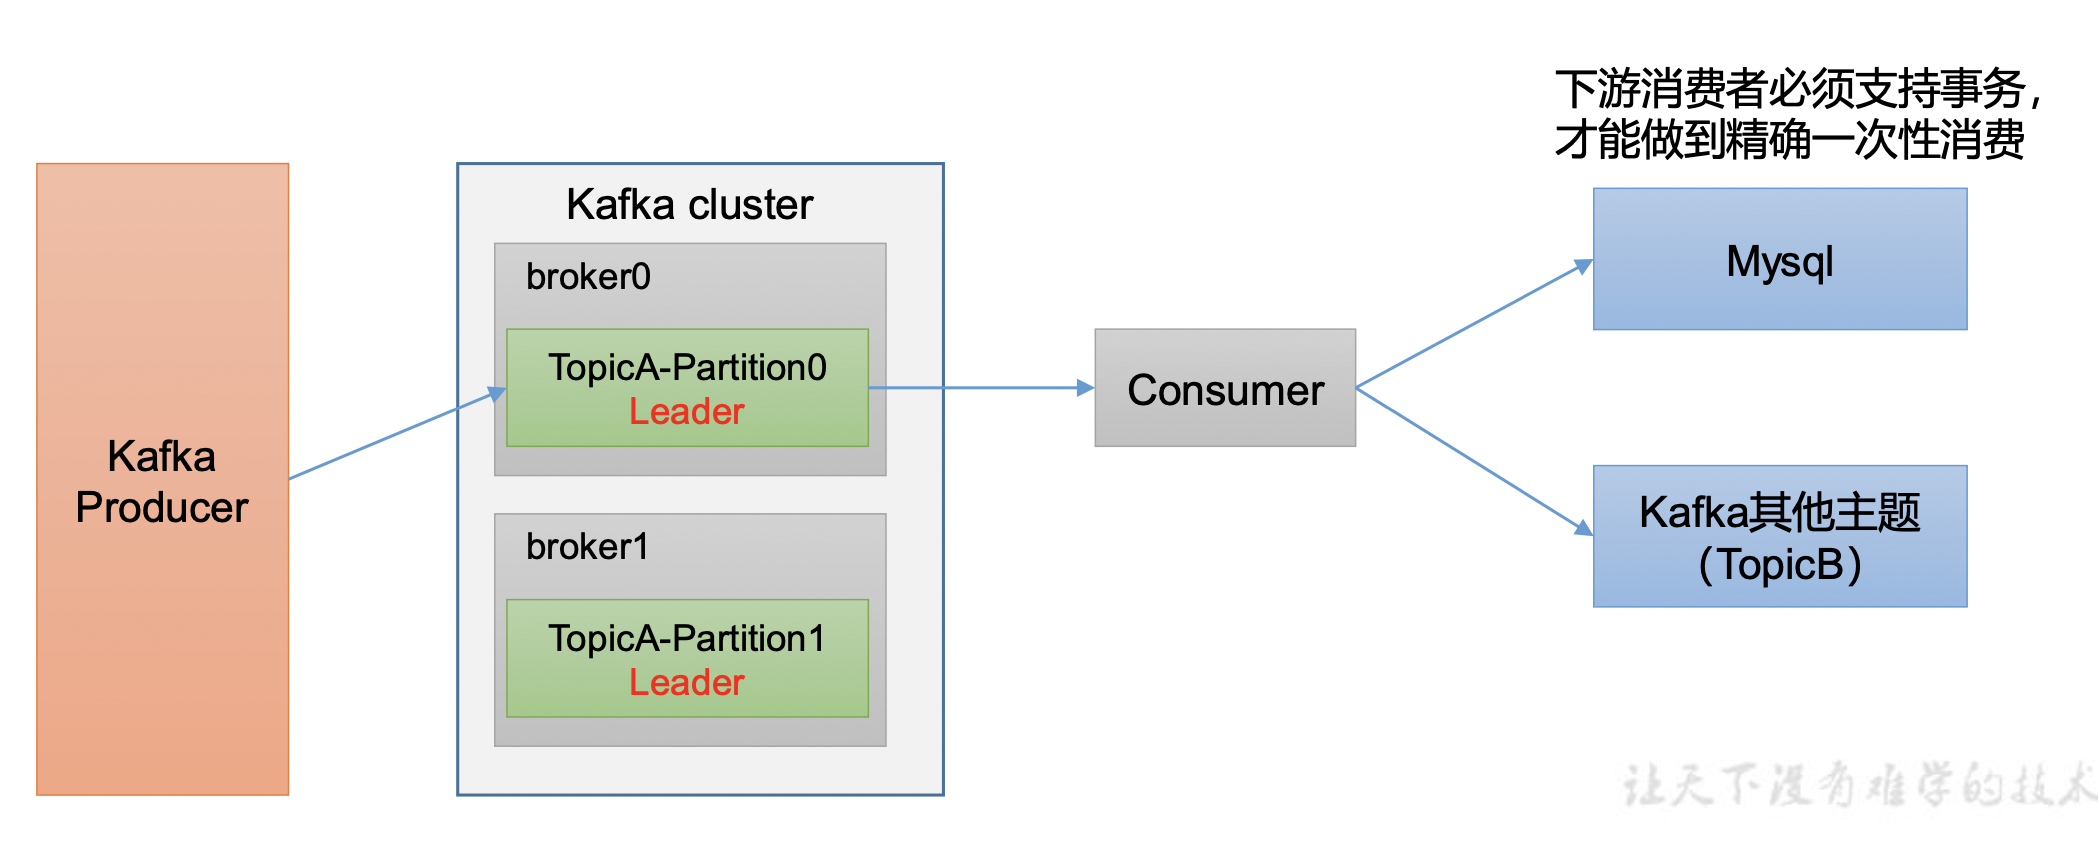 下游消费者必须支持事务，
才能做到精确一次性消费
Kafka
Producer
Kafka cluster
broker0
TopicA-Partition0
Leader
broker1
TopicA-Partition1
Leader
Consumer
Mysql
Kafka其他主题
（TopicB）
让天下没有难学的技术